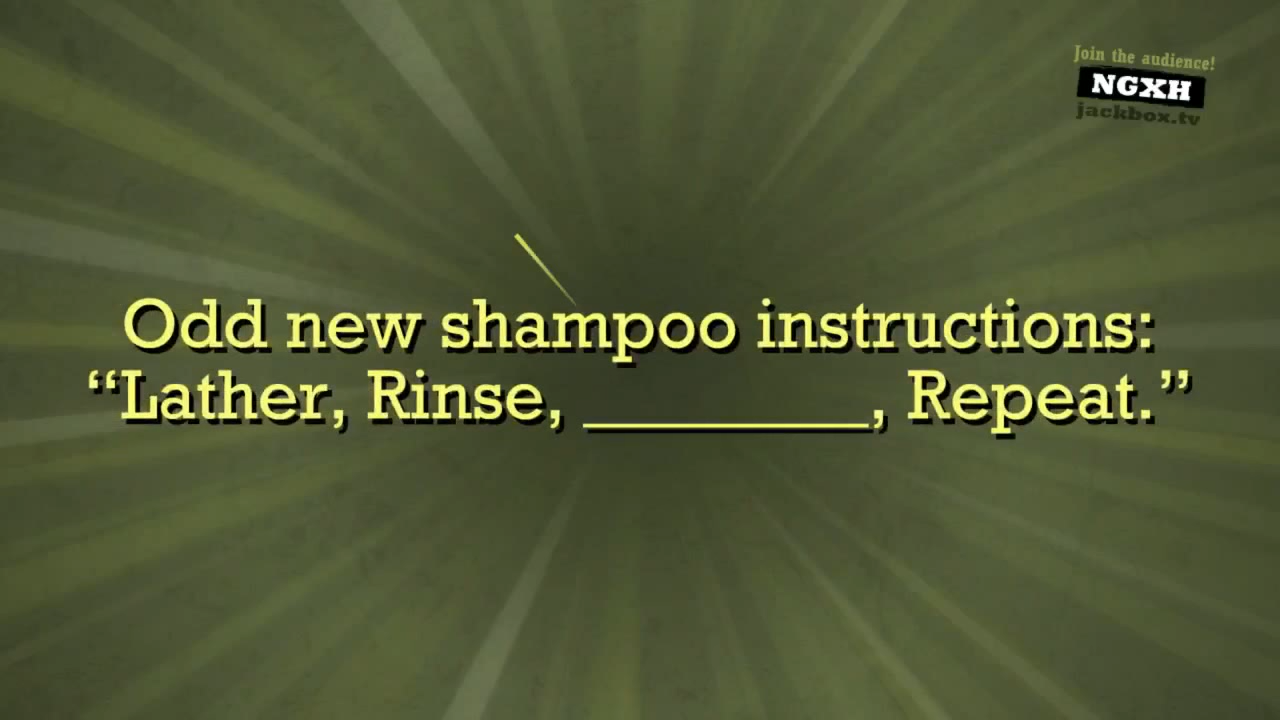 Join the audience!
NGXH
jackbox.tv
Odd new shampoo instructions:
“Lather, Rinse, ________, Repeat.”